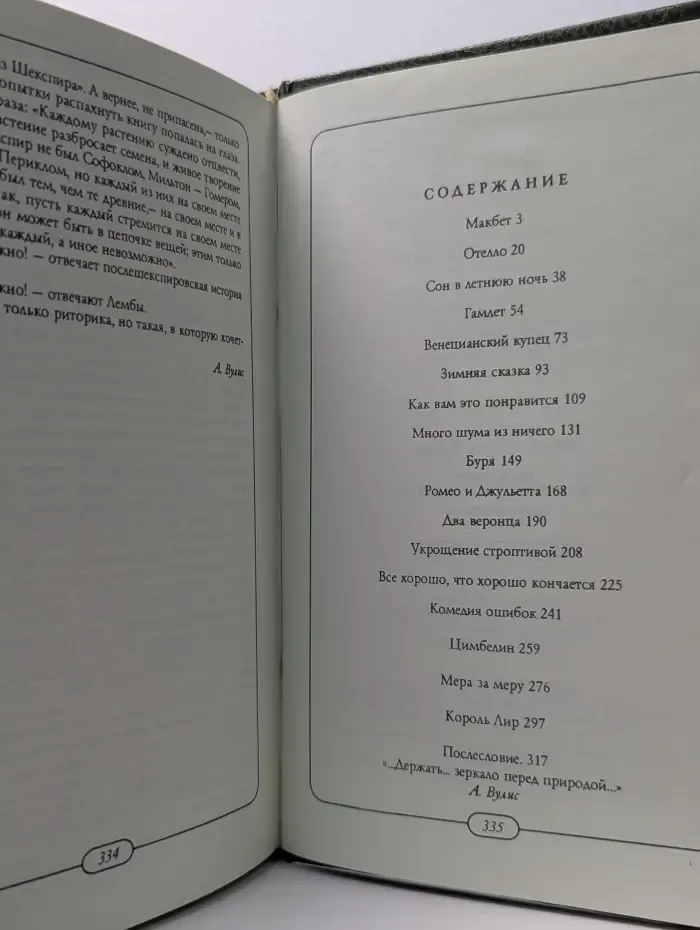 з Шекспира». А вернее, не припасена,— только
опытки распахнуть книгу попалась на глаза
раза: «Каждому растению суждено отцвести,
астение разбросает семена, и живое творение
спир не был Софоклом, Мильтон — Гомером,
Периклом, но каждый из них на своем месте
был тем, чем те древние,— на своем месте и в
ак, пусть каждый стремится на своем месте
он может быть в цепочке вещей; этим только
каждый, а иное невозможно».
жно! — отвечает послешекспировская история
жно! — отвечают Лембы.
только риторика, но такая, в которую хочет-
А. Вулис
334
СОДЕРЖАНИЕ
Макбет 3
Отелло 20
Сон в летнюю ночь 38
Гамлет 54
Венецианский купец 73
Зимняя сказка 93
Как вам это понравится 109
Много шума из ничего 131
Буря 149
Ромео и Джульетта 168
Два веронца 190
Укрощение строптивой 208
Все хорошо, что хорошо кончается 225
Комедия ошибок 241
Цимбелин 259
Мера за меру 276
Король Лир 297
Послесловие. 317
«...Держать... зеркало перед природой...»
А. Вулис
335